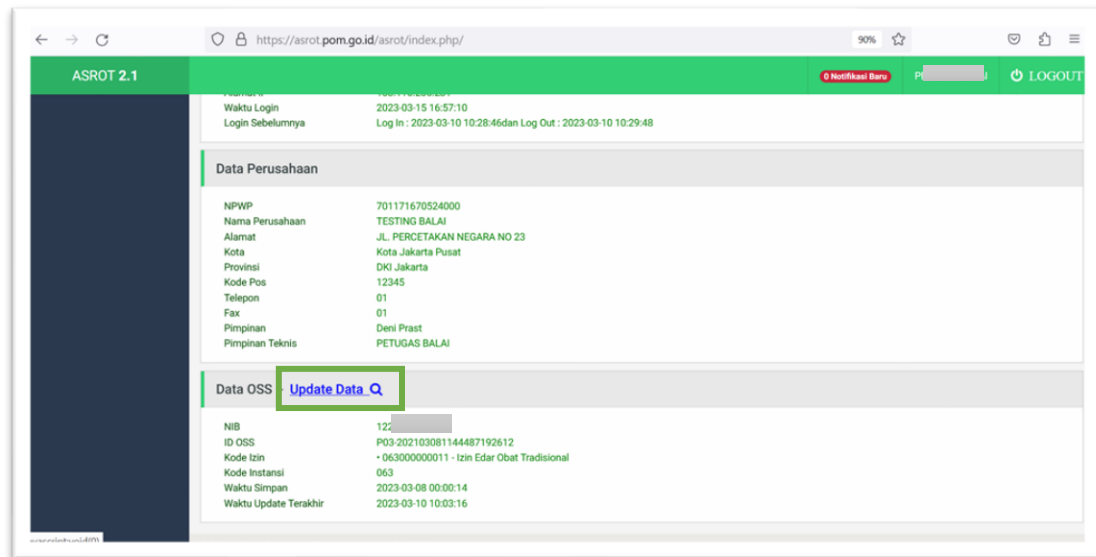 https://asrot.pom.go.id/asrot/index.php/ 90%
ASROT 2.1 0 Notifikasi Baru LOGOUT
Waktu Login 2023-03-15 16:57:10
Login Sebelumnya Log In : 2023-03-10 10:28:46dan Log Out : 2023-03-10 10:29:48
Data Perusahaan
NPWP 701171670524000
Nama Perusahaan TESTING BALAI
Alamat JL. PERCETAKAN NEGARA NO 23
Kota Kota Jakarta Pusat
Provinsi DKI Jakarta
Kode Pos 12345
Telepon 01
Fax 01
Pimpinan Deni Prast
Pimpinan Teknis PETUGAS BALAI
Data OSS - Update Data
NIB 122
ID OSS P03-202103081144487192612
Kode Izin • 063000000011 - Izin Edar Obat Tradisional
Kode Instansi 063
Waktu Simpan 2023-03-08 00:00:14
Waktu Update Terakhir 2023-03-10 10:03:16